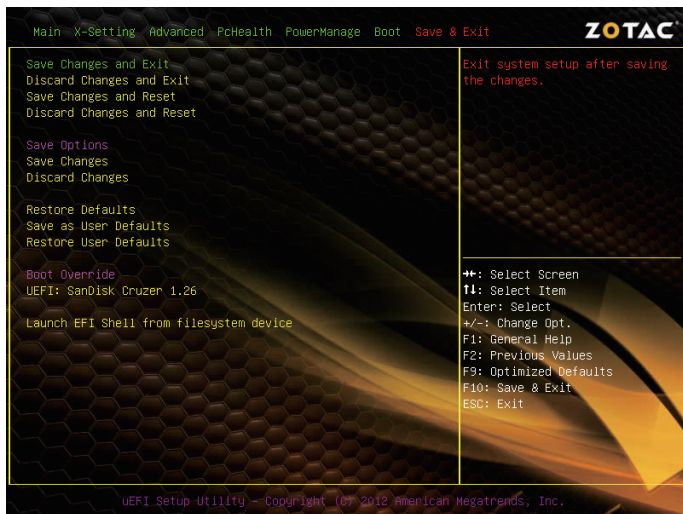 ZOTAC
Main X-Setting Advanced PcHealth PowerManage Boot Save & Exit
Save Changes and Exit
Discard Changes and Exit
Save Changes and Reset
Discard Changes and Reset
Save Options
Save Changes
Discard Changes
Restore Defaults
Save as User Defaults
Restore User Defaults
Boot Override
UEFI: SanDisk Cruzer 1.26
Launch EFI Shell from filesystem device
Exit system setup after saving
the changes.
→←: Select Screen
↑↓: Select Item
Enter: Select
+/-: Change Opt.
F1: General Help
F2: Previous Values
F9: Optimized Defaults
F10: Save & Exit
ESC: Exit
uEFI Setup Utility - Copyright (C) 2012 American Megatrends, Inc.